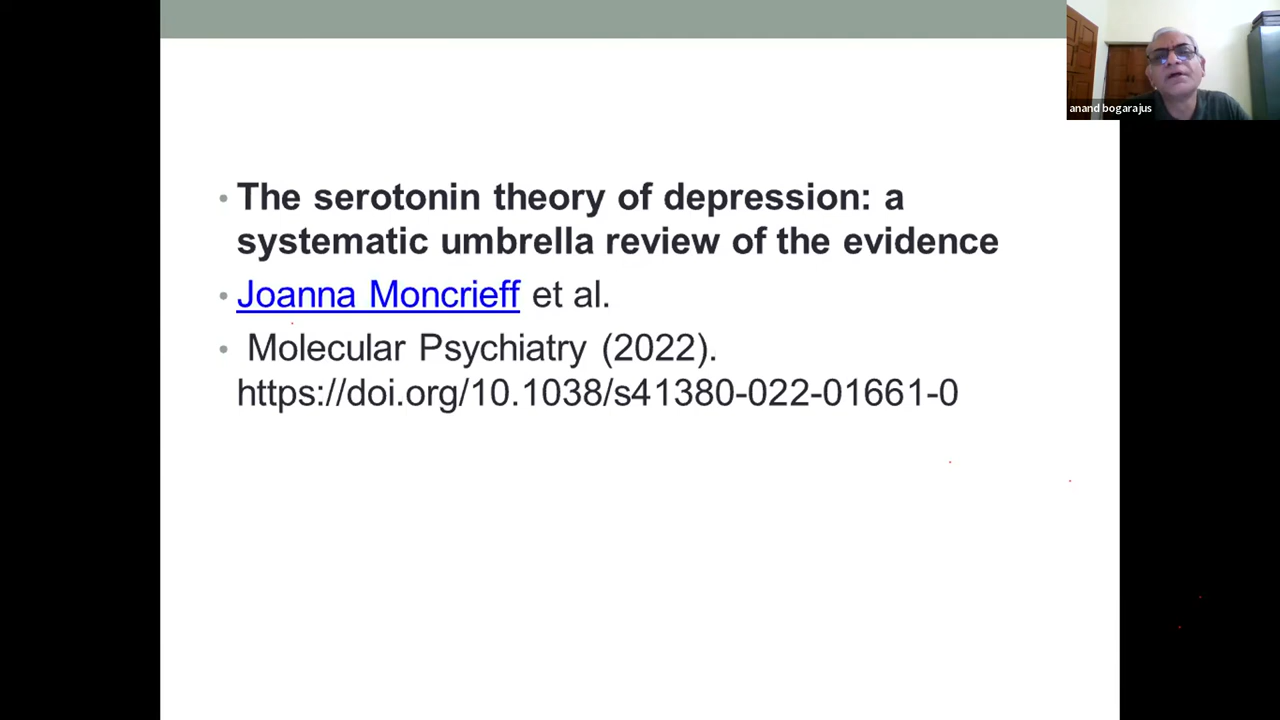 anand bogarajus
• The serotonin theory of depression: a
systematic umbrella review of the evidence
• Joanna Moncrieff et al.
• Molecular Psychiatry (2022).
https://doi.org/10.1038/s41380-022-01661-0